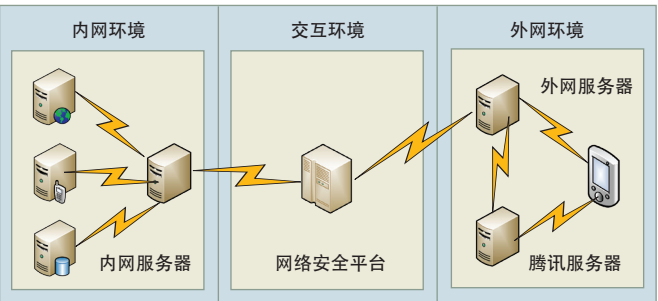 内网环境
交互环境
外网环境
外网服务器
内网服务器
网络安全平台
腾讯服务器